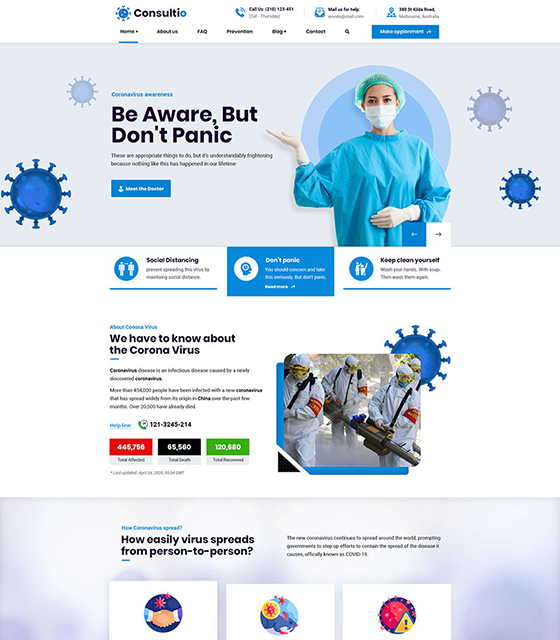 Consultio
Call Us: (210) 123-451
(Sat - Thursday)
Mail us for help:
envato@mail.com
380 St Kilda Road,
Melbourne, Australia
Home
About us
FAQ
Prevention
Blog
Contact
Make appionment
Coronavirus awareness
Be Aware, But
Don't Panic
These are appropriate things to do, but it's understandably frightening
because nothing like this has happened in our lifetime
Meet the Doctor
Social Distancing
prevent spreading this virus by
maintaing social distance.
Don't panic
You should concern and take
this seriously. But don't panic.
Read more
Keep clean yourself
Wash your hands. With soap.
Then wash them again.
About Corona Virus
We have to know about
the Corona Virus
Coronavirus disease is an infectious disease caused by a newly
discovered coronavirus.
More than 454,000 people have been infected with a new coronavirus
that has spread widely from its origin in China over the past few
months. Over 20,500 have already died.
Help line:
121-3245-214
445,756
Total Affected
65,560
Total Death
120,680
Total Recovered
* Last updated: April 04, 2020, 05:04 GMT
How Coronavirus spread?
How easily virus spreads
from person-to-person?
The new coronavirus continues to spread around the world, prompting
governments to step up efforts to contain the spread of the disease it
causes, offically known as COVID-19.